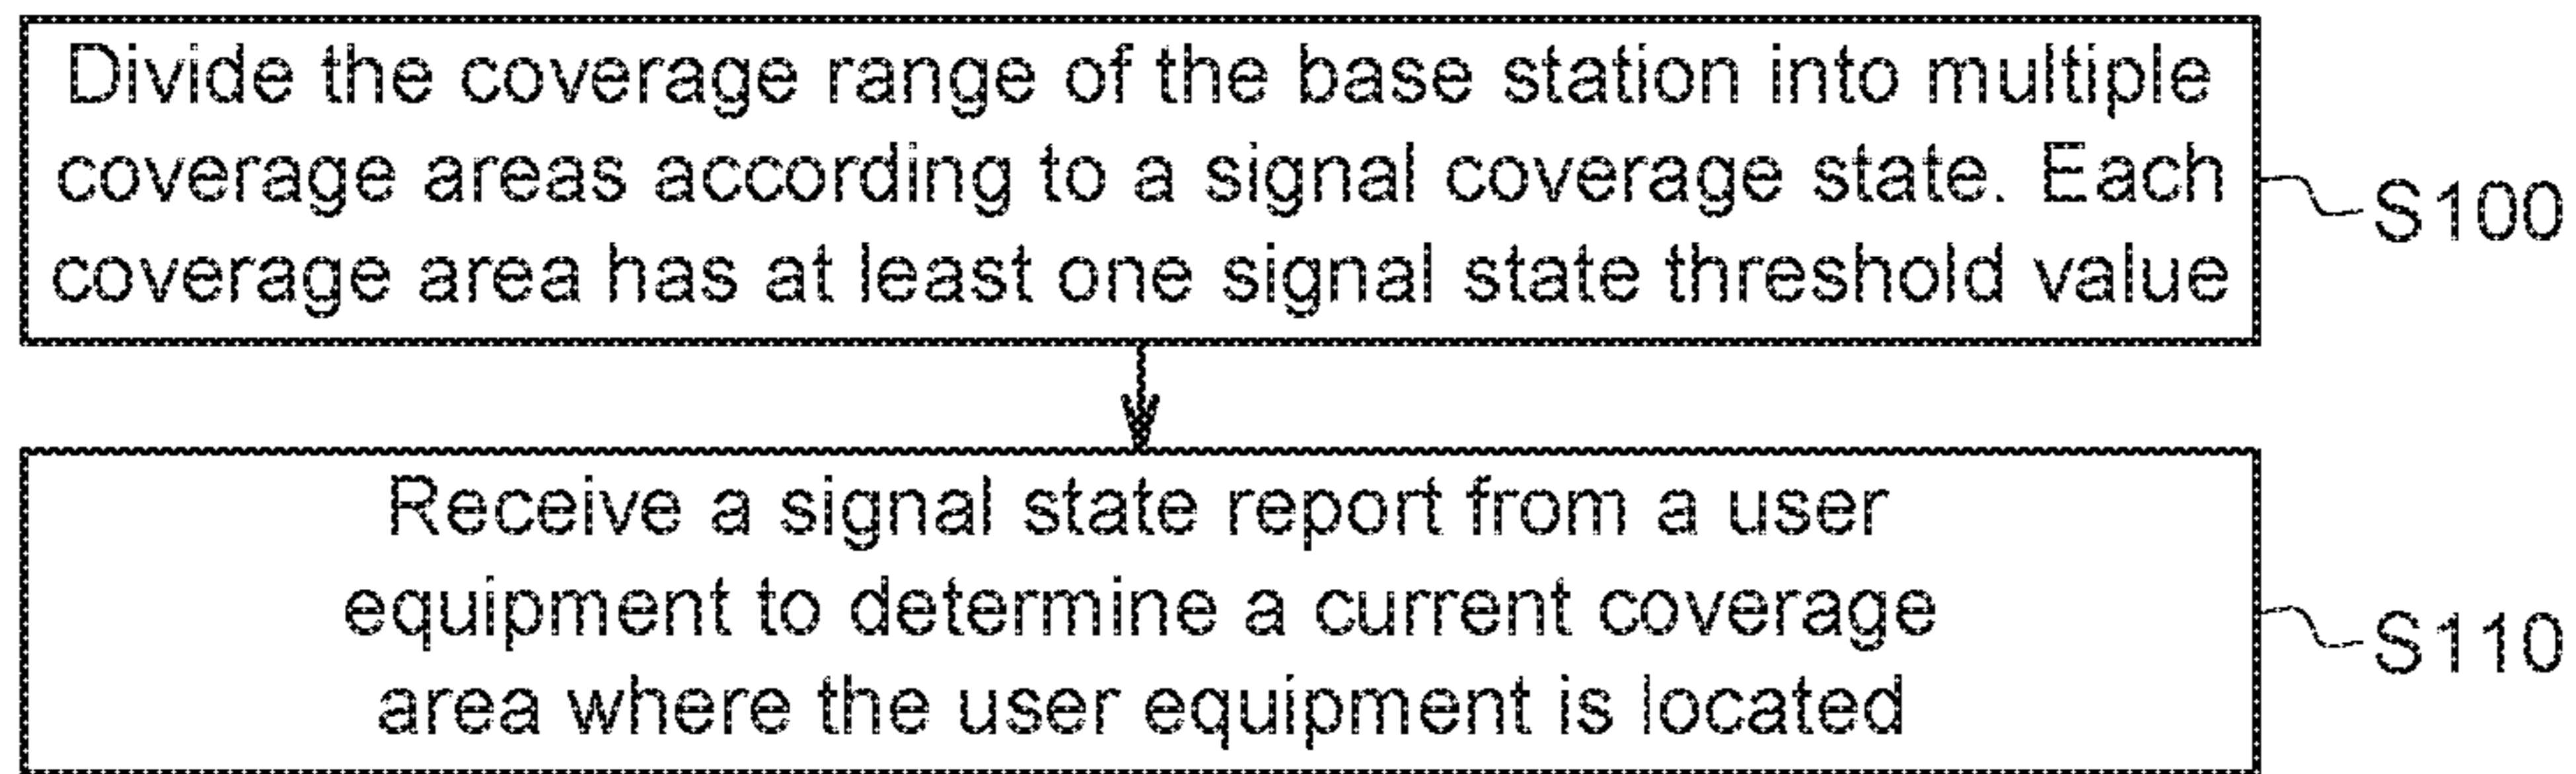 Divide the coverage range of the base station into multiple
coverage areas according to a signal coverage state. Each
coverage area has at least one signal state threshold value
S100
Receive a signal state report from a user
equipment to determine a current coverage
area where the user equipment is located
S110